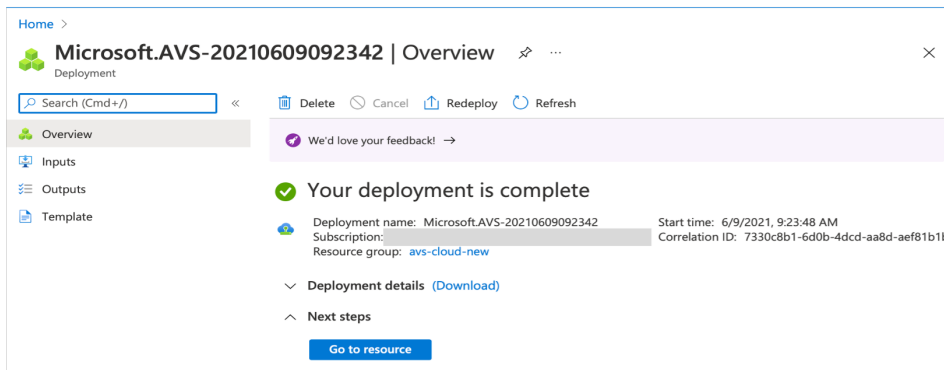 Home >
Microsoft.AVS-20210609092342 | Overview ...
Deployment
Search (Cmd+/) «
Delete Cancel Redeploy Refresh
Overview
We'd love your feedback! →
Inputs
Outputs
Your deployment is complete
Template
Deployment name: Microsoft.AVS-20210609092342 Start time: 6/9/2021, 9:23:48 AM
Subscription: Correlation ID: 7330c8b1-6d0b-4dcd-aa8d-aef81b1
Resource group: avs-cloud-new
Deployment details (Download)
Next steps
Go to resource